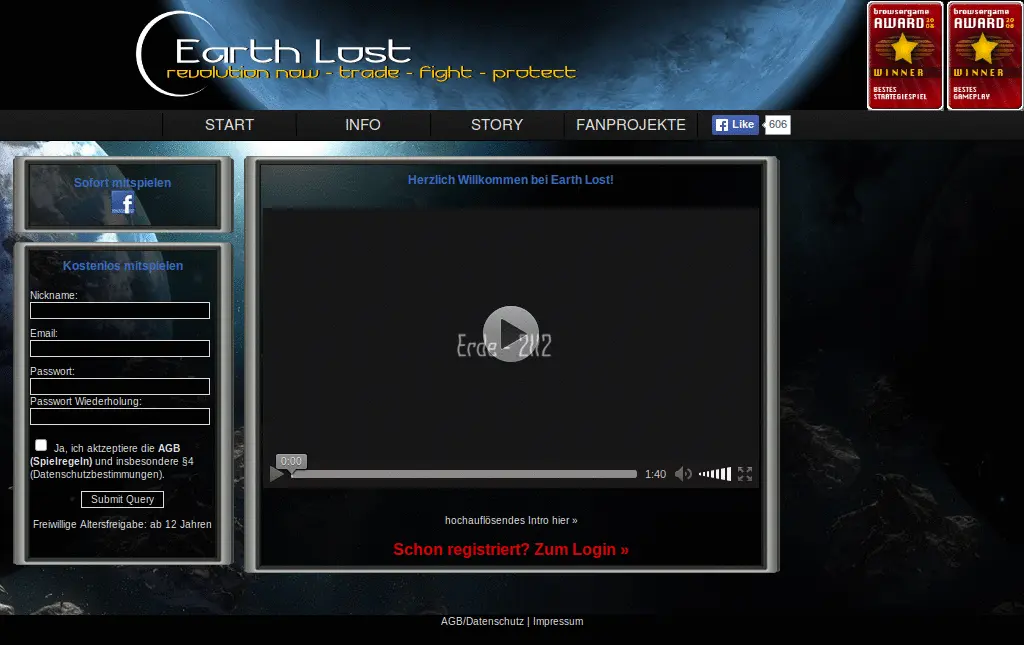 Earth Lost
revolution now - trade - fight - protect
browsergame
AWARD 2008
WINNER
BESTES
STRATEGIESPIEL
browsergame
AWARD 2008
WINNER
BESTES
GAMEPLAY
START INFO STORY FANPROJEKTE Like 606
Sofort mitspielen
Kostenlos mitspielen
Nickname:
Email:
Passwort:
Passwort Wiederholung:
Ja, ich aktzeptiere die AGB
(Spielregeln) und insbesondere §4
(Datenschutzbestimmungen).
Submit Query
Freiwillige Altersfreigabe: ab 12 Jahren
Herzlich Willkommen bei Earth Lost!
Erde - 2112
0:00
1:40
hochauflösendes Intro hier »
Schon registriert? Zum Login »
AGB/Datenschutz | Impressum